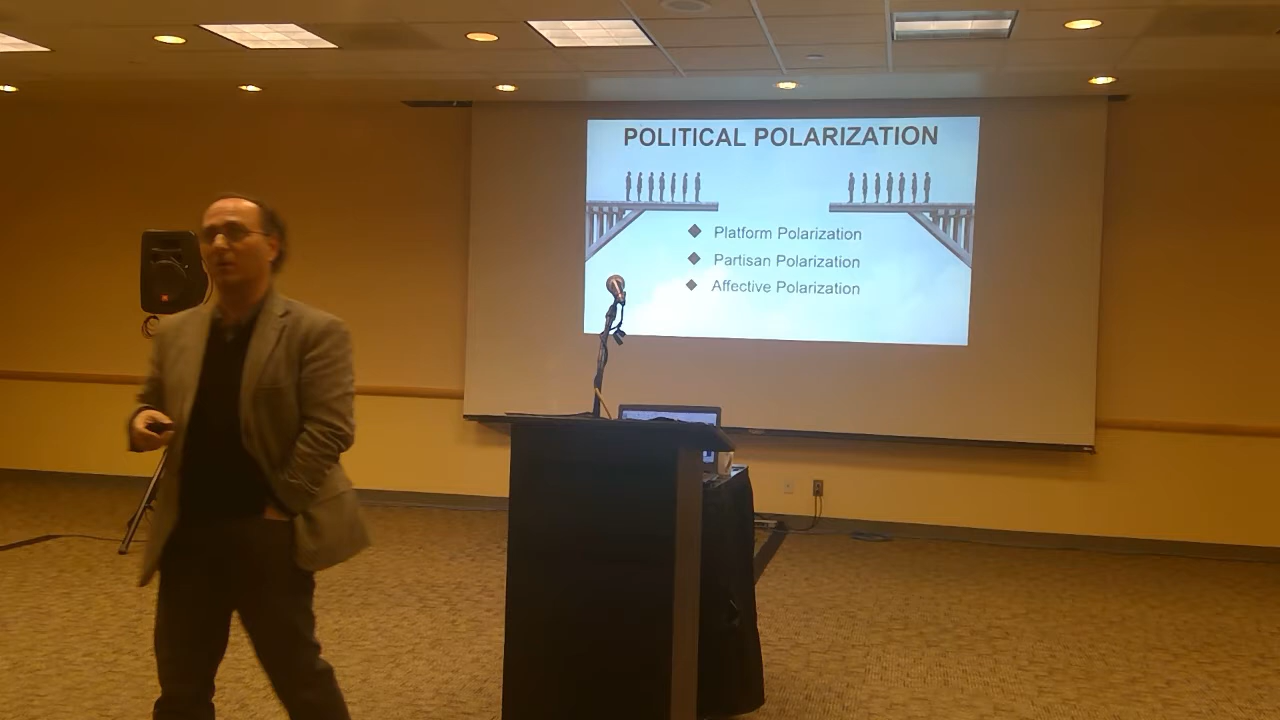 POLITICAL POLARIZATION
Platform Polarization
Partisan Polarization
Affective Polarization